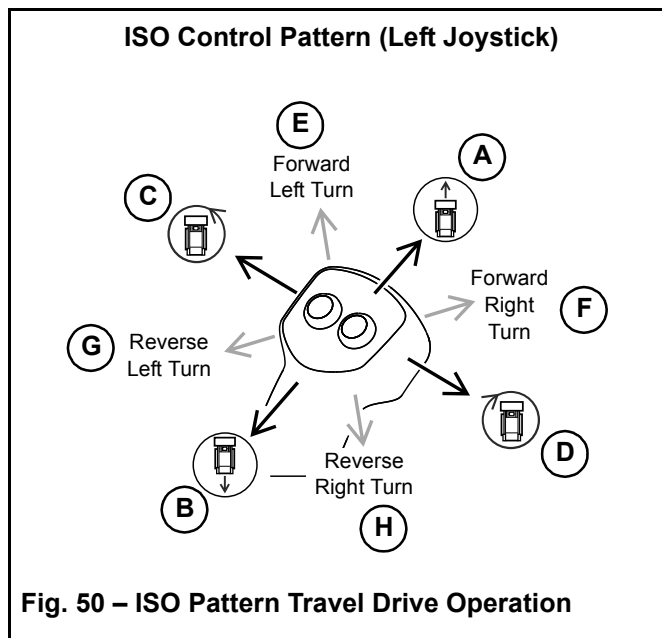 ISO Control Pattern (Left Joystick)
E
Forward
Left Turn
A
C
Forward
Right
Turn
F
G
Reverse
Left Turn
D
B
Reverse
Right Turn
H
Fig. 50 – ISO Pattern Travel Drive Operation